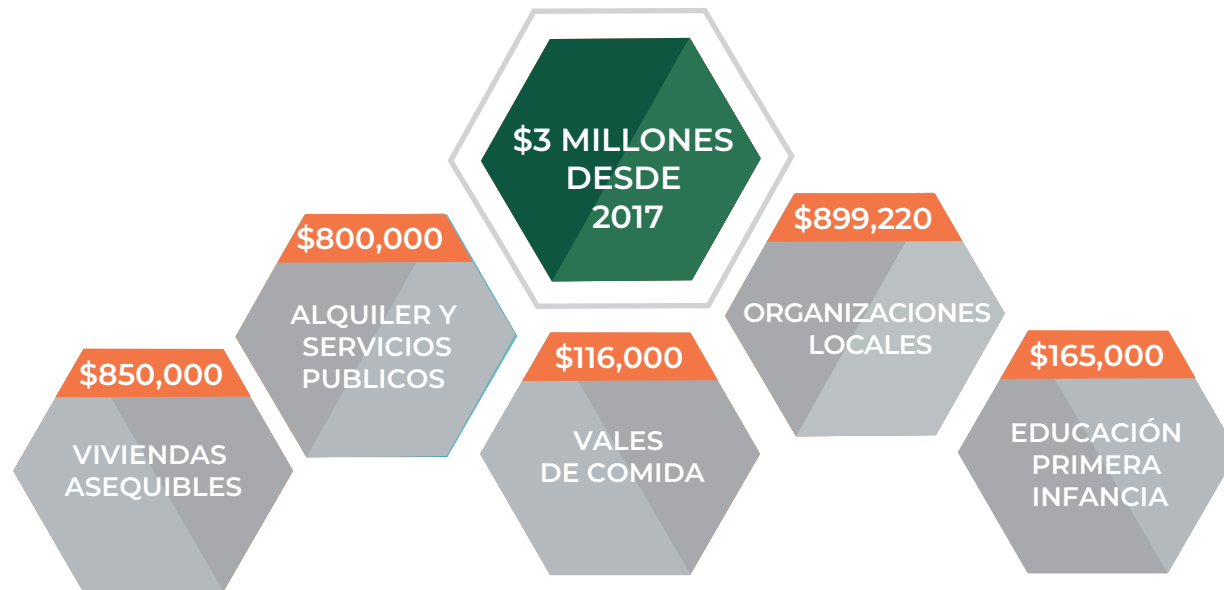 $3 MILLONES
DESDE
2017
$850,000
VIVIENDAS
ASEQUIBLES
$800,000
ALQUILER Y
SERVICIOS
PUBLICOS
$116,000
VALES
DE COMIDA
$899,220
ORGANIZACIONES
LOCALES
$165,000
EDUCACIÓN
PRIMERA
INFANCIA